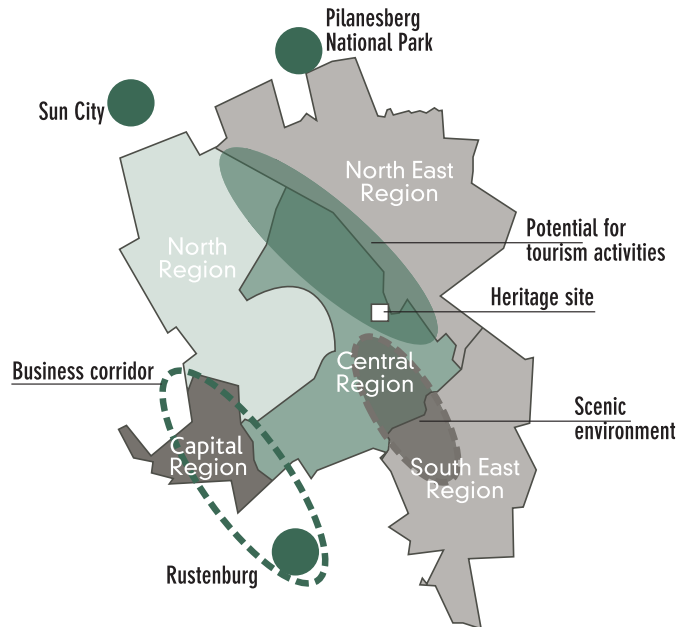 Pilanesberg
National Park
Sun City
North East
Region
Potential for
tourism activities
North
Region
Heritage site
Business corridor
Central
Region
Scenic
environment
Capital
Region
South East
Region
Rustenburg